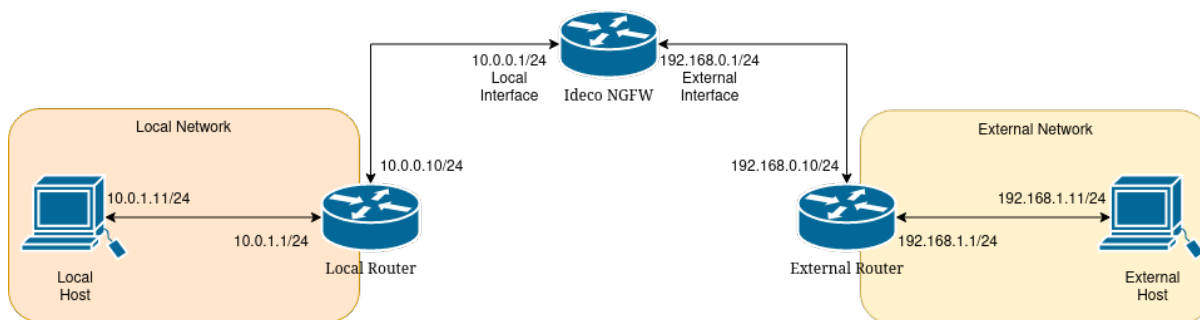 10.0.0.1/24
Local
Interface
192.168.0.1/24
External
Interface
Ideco NGFW
Local Network
External Network
10.0.0.10/24
192.168.0.10/24
10.0.1.11/24
192.168.1.11/24
10.0.1.1/24
192.168.1.1/24
Local Router
External Router
Local
Host
External
Host